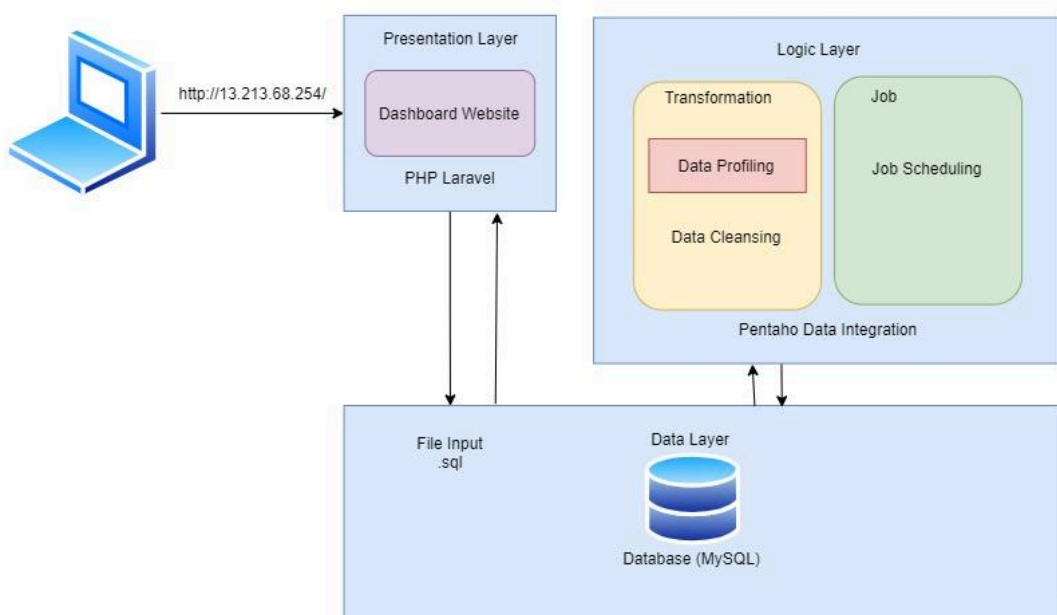 http://13.213.68.254/
Presentation Layer
Dashboard Website
PHP Laravel
Logic Layer
Transformation
Data Profiling
Data Cleansing
Job
Job Scheduling
Pentaho Data Integration
File Input
.sql
Data Layer
Database (MySQL)